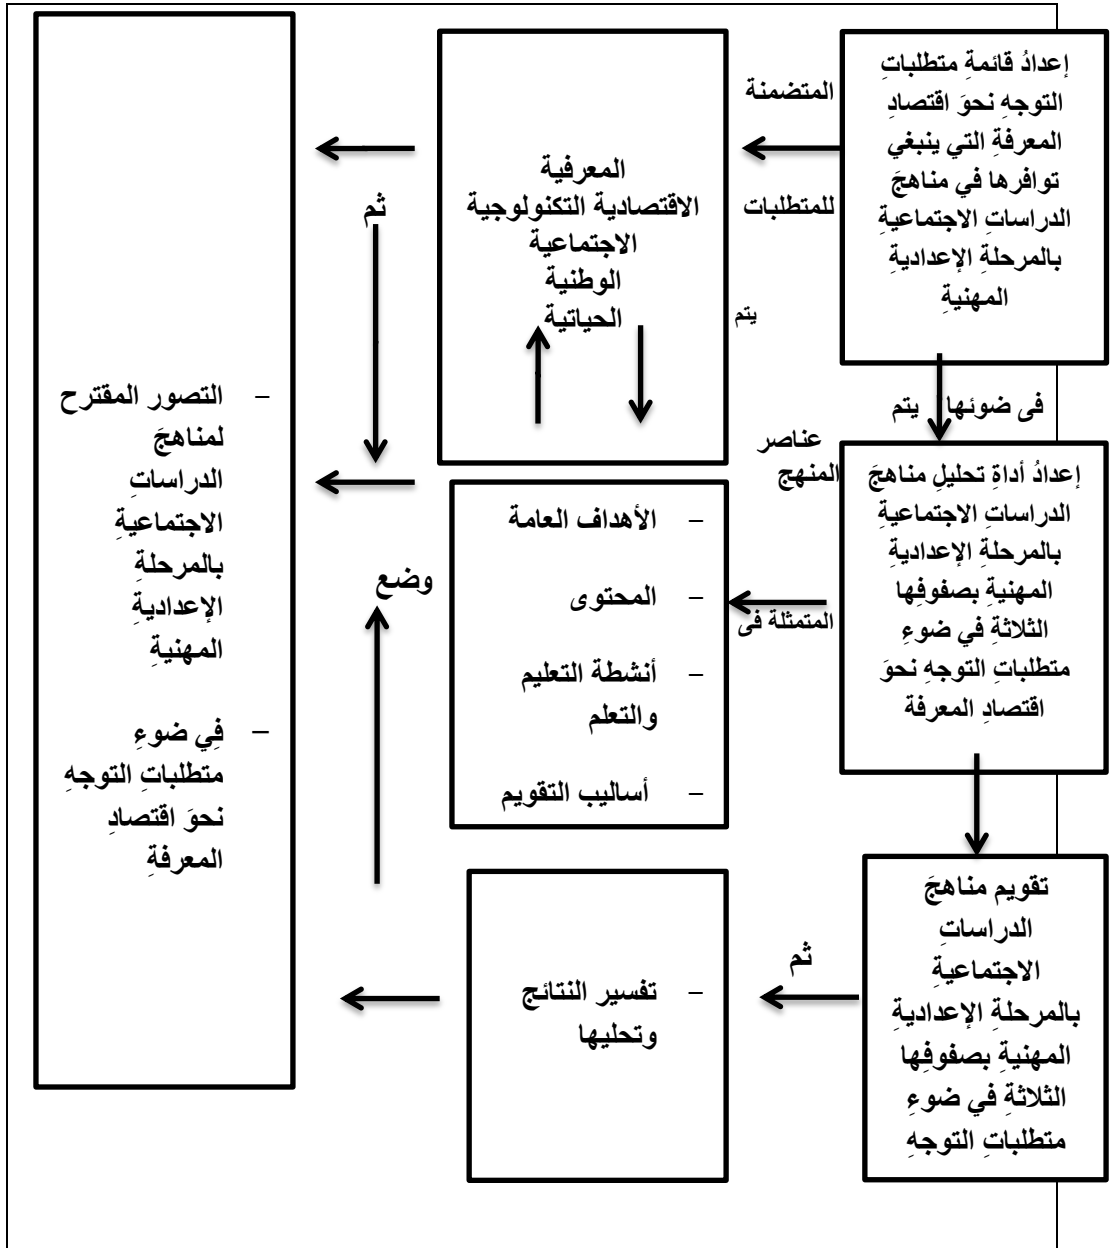 إعدادُ قائمةِ متطلباتِ
التوجهِ نحوَ اقتصادِ
المعرفةِ التي ينبغي
توافرها في مناهجَ
الدراساتِ الاجتماعيةِ
بالمرحلةِ الإعداديةِ
المهنيةِ
المتضمنة
للمتطلبات
المعرفية
الاقتصادية التكنولوجية
الاجتماعية
الوطنية
الحياتية
ثم
يتم
فى ضوئها يتم
إعدادُ أداةِ تحليلِ مناهجَ
الدراساتِ الاجتماعيةِ
بالمرحلةِ الإعداديةِ
المهنيةِ بصفوفِها
الثلاثةِ في ضوءِ
متطلباتِ التوجهِ نحوَ
اقتصادِ المعرفة
عناصر
المنهج
المتمثلة فى
– الأهداف العامة
– المحتوى
– أنشطة التعليم
والتعلم
– أساليب التقويم
وضع
تقويم مناهجَ
الدراساتِ
الاجتماعيةِ
بالمرحلةِ الإعداديةِ
المهنيةِ بصفوفِها
الثلاثةِ في ضوءِ
متطلباتِ التوجهِ
ثم
– تفسير النتائج
وتحليها
– التصور المقترح
لمناهجَ
الدراساتِ
الاجتماعيةِ
بالمرحلةِ
الإعداديةِ
المهنيةِ
– فِي ضوءِ
متطلباتِ التوجهِ
نحوَ اقتصادِ
المعرفةِ